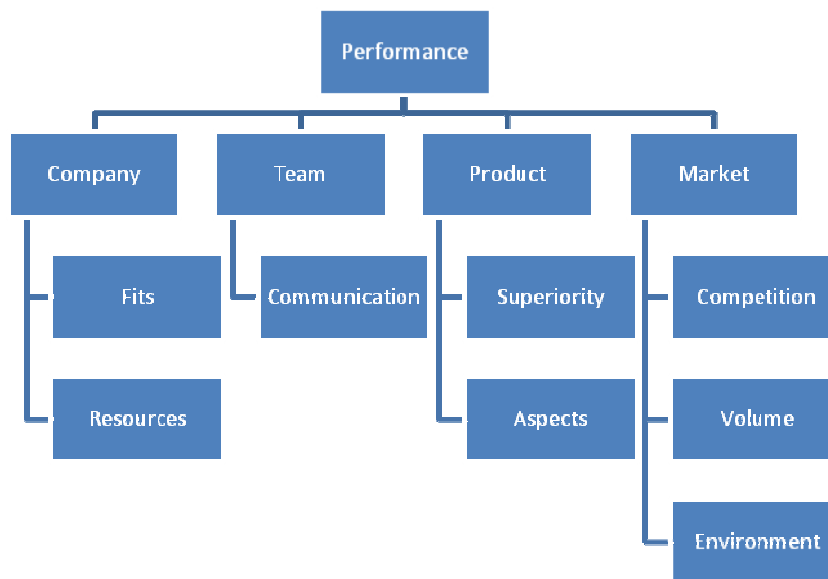 Performance
Company
Team
Product
Market
Fits
Communication
Superiority
Competition
Resources
Aspects
Volume
Environment